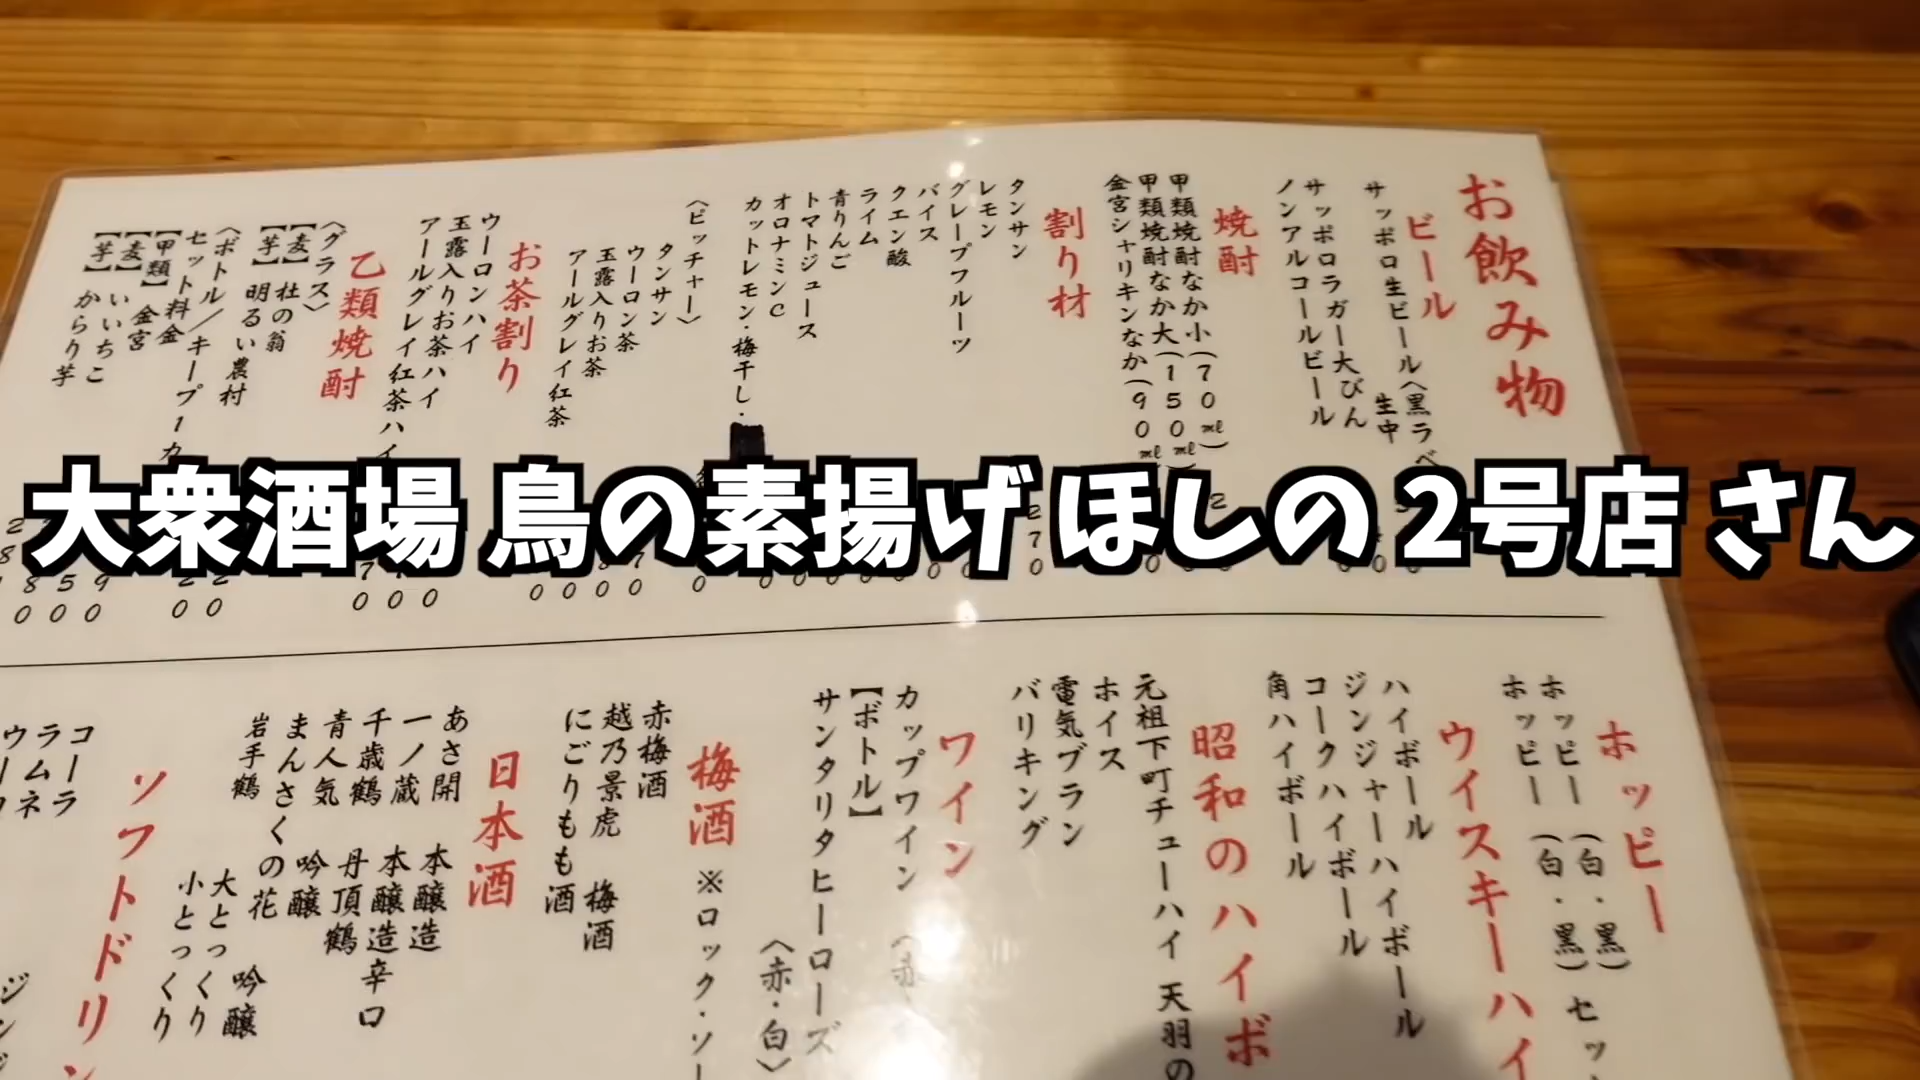 大衆酒場 鳥の素揚げ ほしの 2号店 さん
お飲み物
ビール
サッポロ生ビール〈黒ラベ
生中
サッポロラガー大びん
ノンアルコールビール
焼酎
甲類焼酎なか小(70㎖)
甲類焼酎なか大(150㎖)
金宮シャリキンなか(90㎖)
割り材
タンサン
レモン
グレープフルーツ
バイス
クエン酸
ライム
青りんご
トマトジュース
オロナミンC
カットレモン・梅干し・
〈ピッチャー〉
タンサン
ウーロン茶
玉露入りお茶
アールグレイ紅茶
お茶割り
ウーロンハイ
玉露入りお茶ハイ
アールグレイ紅茶ハイ
乙類焼酎
〈グラス〉
【麦】 杜の翁
【芋】 明るい農村
〈ボトル/キープ1カ
セット料金
【甲類】 金宮
【麦】 いいちこ
【芋】 からり芋
ホッピー
ホッピー(白・黒)
ホッピー(白・黒)セッ
ウイスキーハイ
ハイボール
ジンジャーハイボール
コークハイボール
角ハイボール
昭和のハイボ
元祖下町チューハイ 天羽の
ホイス
電気ブラン
バリキング
ワイン
カップワイン 〈赤
【ボトル】
サンタリタヒーローズ
〈赤・白〉
梅酒 ※ロック・ソー
赤梅酒
越乃景虎 梅酒
にごりもも酒
日本酒
あさ開 本醸造
一ノ蔵 本醸造辛口
千歳鶴 丹頂鶴
青人気 吟醸
まんさくの花 吟醸
岩手鶴
大とっくり
小とっくり
ソフトドリン
コーラ
ラムネ